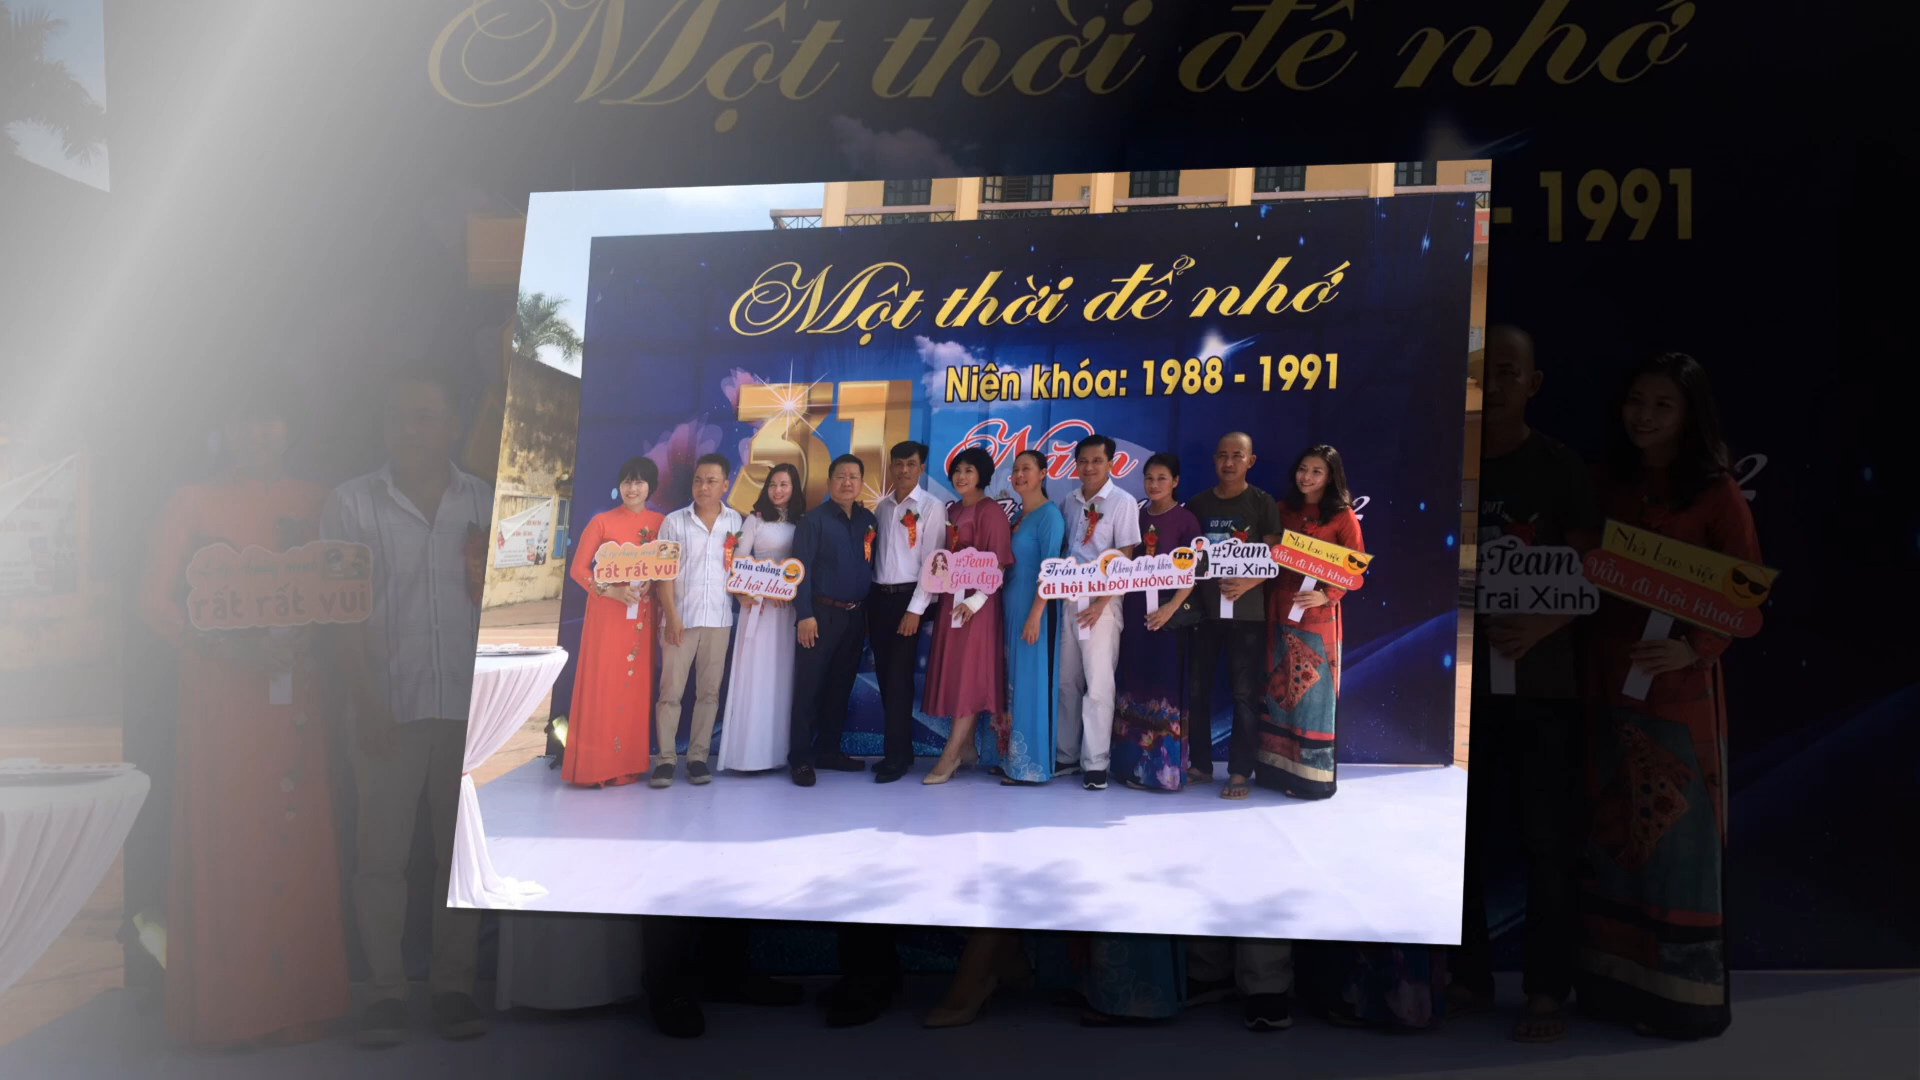 Một thời để nhớ
Niên khóa: 1988 - 1991
31
Năm
rất rất vui
Trốn chồng
đi hội khóa
#Team
Gái đẹp
Trốn vợ
đi hội kh
Không đi họp khóa
ĐỜI KHÔNG NỂ
#Team
Trai Xinh
Nhà bao việc
Vẫn đi hội khoá
GO OUT
Một thời để nhớ
- 1991
rất rất vui
#Team
Trai Xinh
Nhà bao việc
Vẫn đi hội khoá